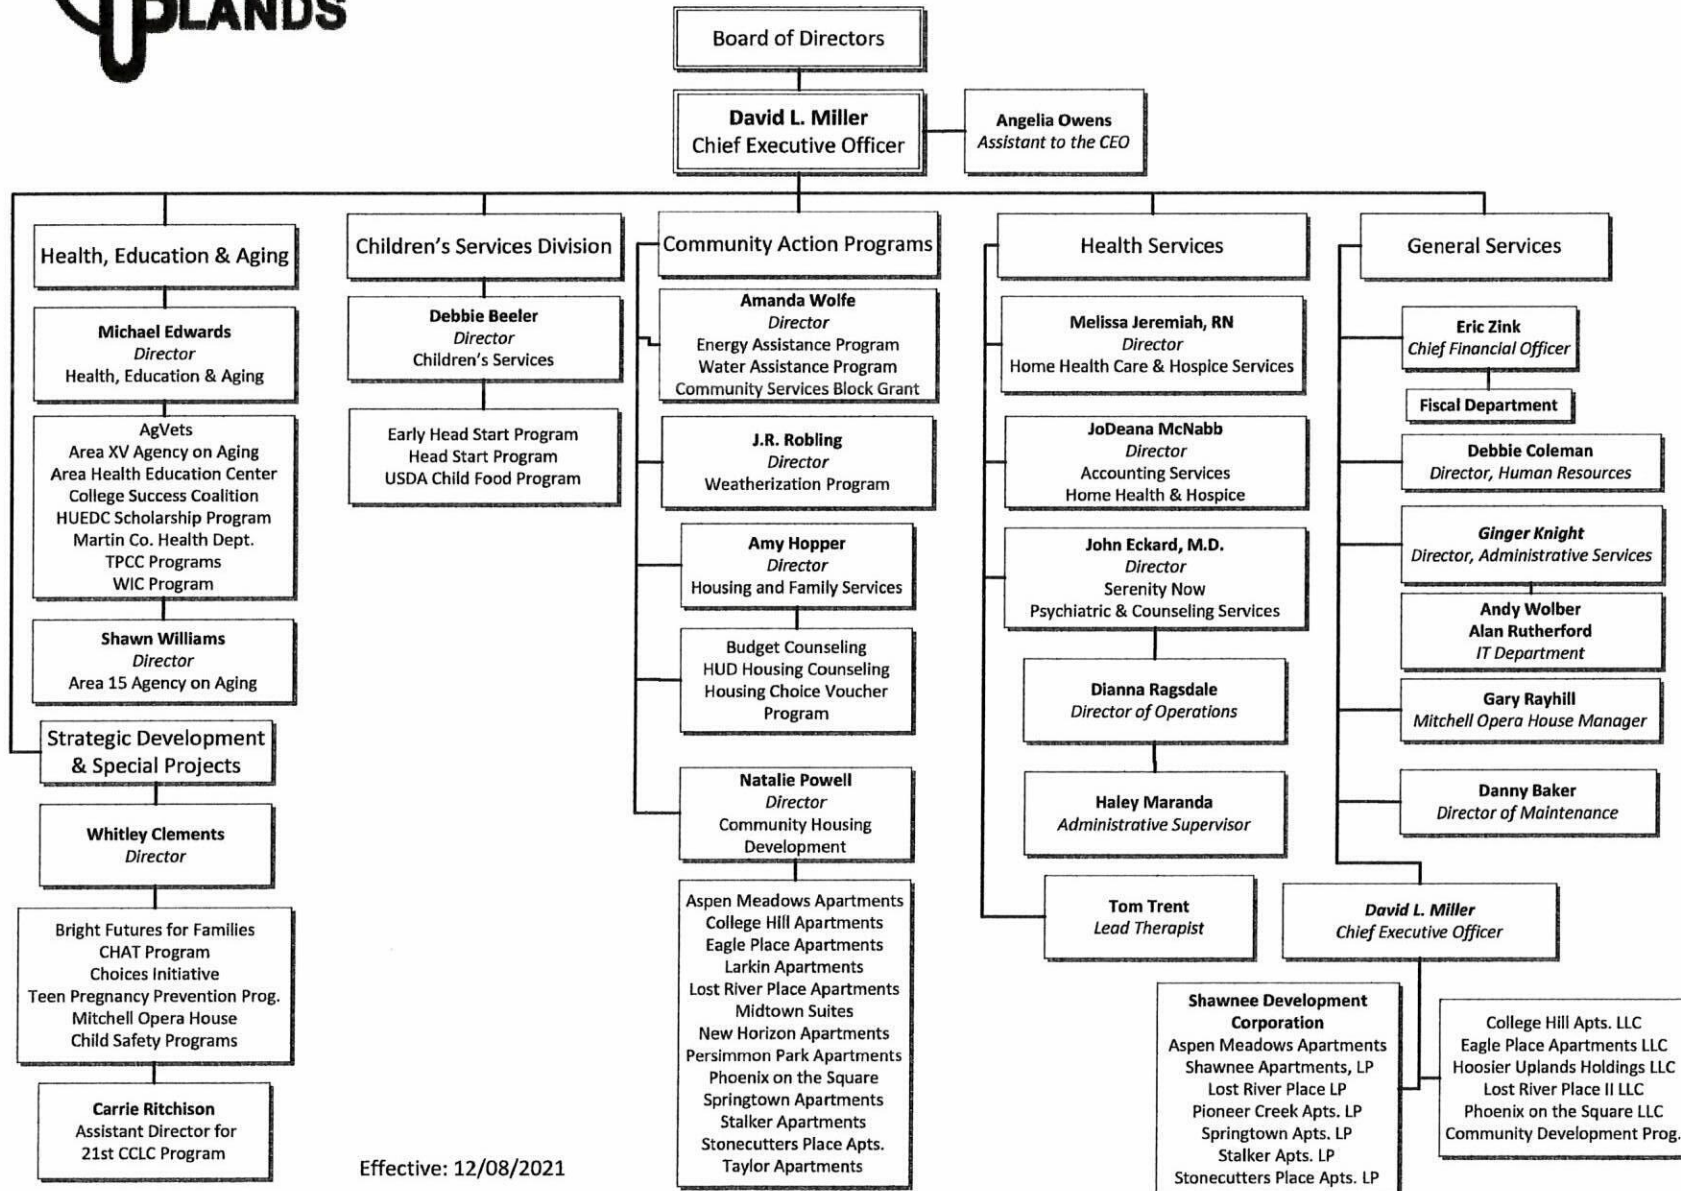 PLANDS
Board of Directors
David L. Miller
Chief Executive Officer
Angelia Owens
Assistant to the CEO
Health, Education & Aging
Michael Edwards
Director
Health, Education & Aging
AgVets
Area XV Agency on Aging
Area Health Education Center
College Success Coalition
HUEDC Scholarship Program
Martin Co. Health Dept.
TPCC Programs
WIC Program
Shawn Williams
Director
Area 15 Agency on Aging
Strategic Development
& Special Projects
Whitley Clements
Director
Bright Futures for Families
CHAT Program
Choices Initiative
Teen Pregnancy Prevention Prog.
Mitchell Opera House
Child Safety Programs
Carrie Ritchison
Assistant Director for
21st CCLC Program
Children's Services Division
Debbie Beeler
Director
Children's Services
Early Head Start Program
Head Start Program
USDA Child Food Program
Community Action Programs
Amanda Wolfe
Director
Energy Assistance Program
Water Assistance Program
Community Services Block Grant
J.R. Robling
Director
Weatherization Program
Amy Hopper
Director
Housing and Family Services
Budget Counseling
HUD Housing Counseling
Housing Choice Voucher
Program
Natalie Powell
Director
Community Housing
Development
Aspen Meadows Apartments
College Hill Apartments
Eagle Place Apartments
Larkin Apartments
Lost River Place Apartments
Midtown Suites
New Horizon Apartments
Persimmon Park Apartments
Phoenix on the Square
Springtown Apartments
Stalker Apartments
Stonecutters Place Apts.
Taylor Apartments
Health Services
Melissa Jeremiah, RN
Director
Home Health Care & Hospice Services
JoDeana McNabb
Director
Accounting Services
Home Health & Hospice
John Eckard, M.D.
Director
Serenity Now
Psychiatric & Counseling Services
Dianna Ragsdale
Director of Operations
Haley Maranda
Administrative Supervisor
Tom Trent
Lead Therapist
General Services
Eric Zink
Chief Financial Officer
Fiscal Department
Debbie Coleman
Director, Human Resources
Ginger Knight
Director, Administrative Services
Andy Wolber
Alan Rutherford
IT Department
Gary Rayhill
Mitchell Opera House Manager
Danny Baker
Director of Maintenance
David L. Miller
Chief Executive Officer
Shawnee Development
Corporation
Aspen Meadows Apartments
Shawnee Apartments, LP
Lost River Place LP
Pioneer Creek Apts. LP
Springtown Apts. LP
Stalker Apts. LP
Stonecutters Place Apts. LP
College Hill Apts. LLC
Eagle Place Apartments LLC
Hoosier Uplands Holdings LLC
Lost River Place II LLC
Phoenix on the Square LLC
Community Development Prog.
Effective: 12/08/2021